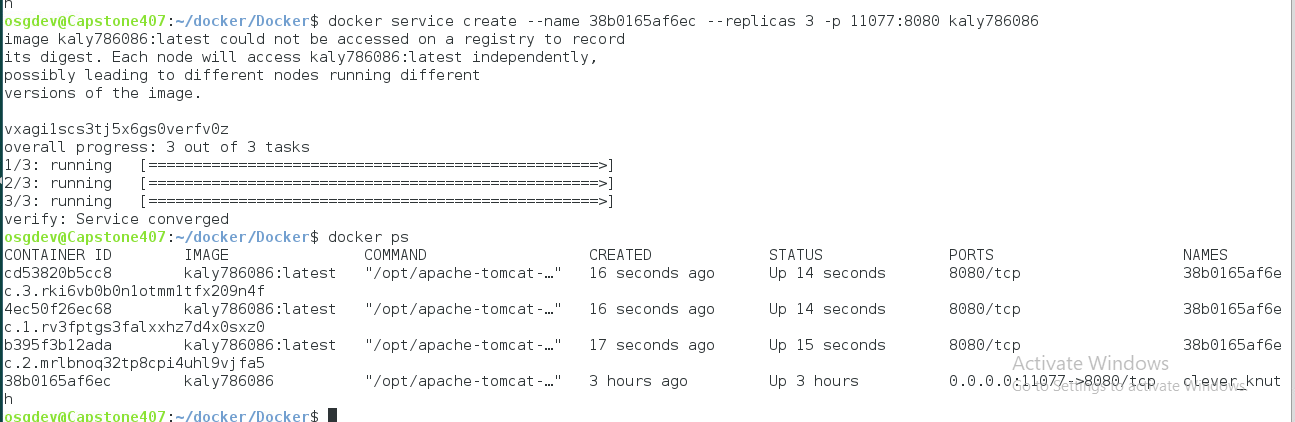 h
osgdev@Capstone407:~/docker/Docker$ docker service create --name 38b0165af6ec --replicas 3 -p 11077:8080 kaly786086
image kaly786086:latest could not be accessed on a registry to record
its digest. Each node will access kaly786086:latest independently,
possibly leading to different nodes running different
versions of the image.
vxagi1scs3tj5x6gs0verfv0z
overall progress: 3 out of 3 tasks
1/3: running   [==================================================>]
2/3: running   [==================================================>]
3/3: running   [==================================================>]
verify: Service converged
osgdev@Capstone407:~/docker/Docker$ docker ps
CONTAINER ID        IMAGE               COMMAND                  CREATED             STATUS              PORTS                     NAMES
cd53820b5cc8        kaly786086:latest   "/opt/apache-tomcat-…"   16 seconds ago      Up 14 seconds       8080/tcp                  38b0165af6e
c.3.rki6vb0b0n1otmm1tfx209n4f
4ec50f26ec68        kaly786086:latest   "/opt/apache-tomcat-…"   16 seconds ago      Up 14 seconds       8080/tcp                  38b0165af6e
c.1.rv3fptgs3falxxhz7d4x0sxz0
b395f3b12ada        kaly786086:latest   "/opt/apache-tomcat-…"   17 seconds ago      Up 15 seconds       8080/tcp                  38b0165af6e
c.2.mrlbnoq32tp8cpi4uhl9vjfa5
38b0165af6ec        kaly786086          "/opt/apache-tomcat-…"   3 hours ago         Up 3 hours          0.0.0.0:11077->8080/tcp   clever_knut
h
osgdev@Capstone407:~/docker/Docker$
Activate Windows
Go to Settings to activate Windows.